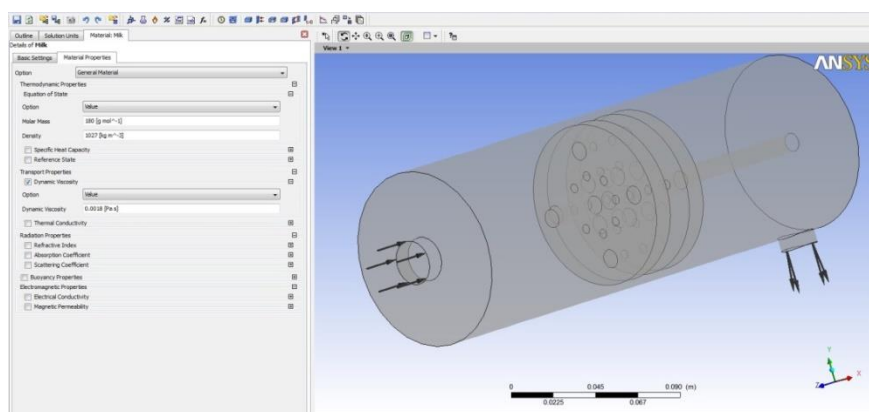 Outline Solution Units Material: Milk
Details of Milk
Basic Settings Material Properties
Option General Material
Thermodynamic Properties
Equation of State
Option Value
Molar Mass 180 [g mol^-1]
Density 1027 [kg m^-3]
Specific Heat Capacity
Reference State
Transport Properties
Dynamic Viscosity
Option Value
Dynamic Viscosity 0.0018 [Pa s]
Thermal Conductivity
Radiation Properties
Refractive Index
Absorption Coefficient
Scattering Coefficient
Buoyancy Properties
Electromagnetic Properties
Electrical Conductivity
Magnetic Permeability
View 1
ANSYS
Y
X
Z
0 0.045 0.090 (m)
0.0225 0.067